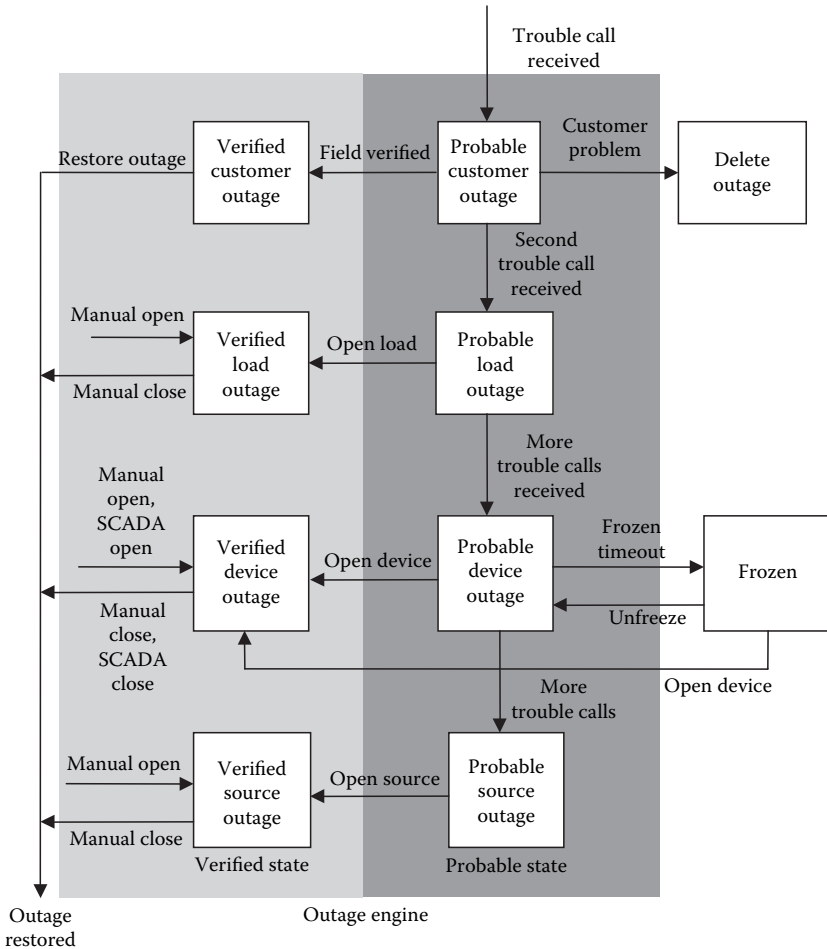 Trouble call
received
Restore outage
Verified
customer
outage
Field verified
Probable
customer
outage
Customer
problem
Delete
outage
Second
trouble call
received
Manual open
Verified
load
outage
Open load
Probable
load
outage
Manual close
More
trouble calls
received
Manual
open,
SCADA
open
Verified
device
outage
Open device
Probable
device
outage
Frozen
timeout
Frozen
Unfreeze
Manual
close,
SCADA
close
Open device
More
trouble calls
Manual open
Verified
source
outage
Open source
Probable
source
outage
Manual close
Verified state
Probable state
Outage
restored
Outage engine